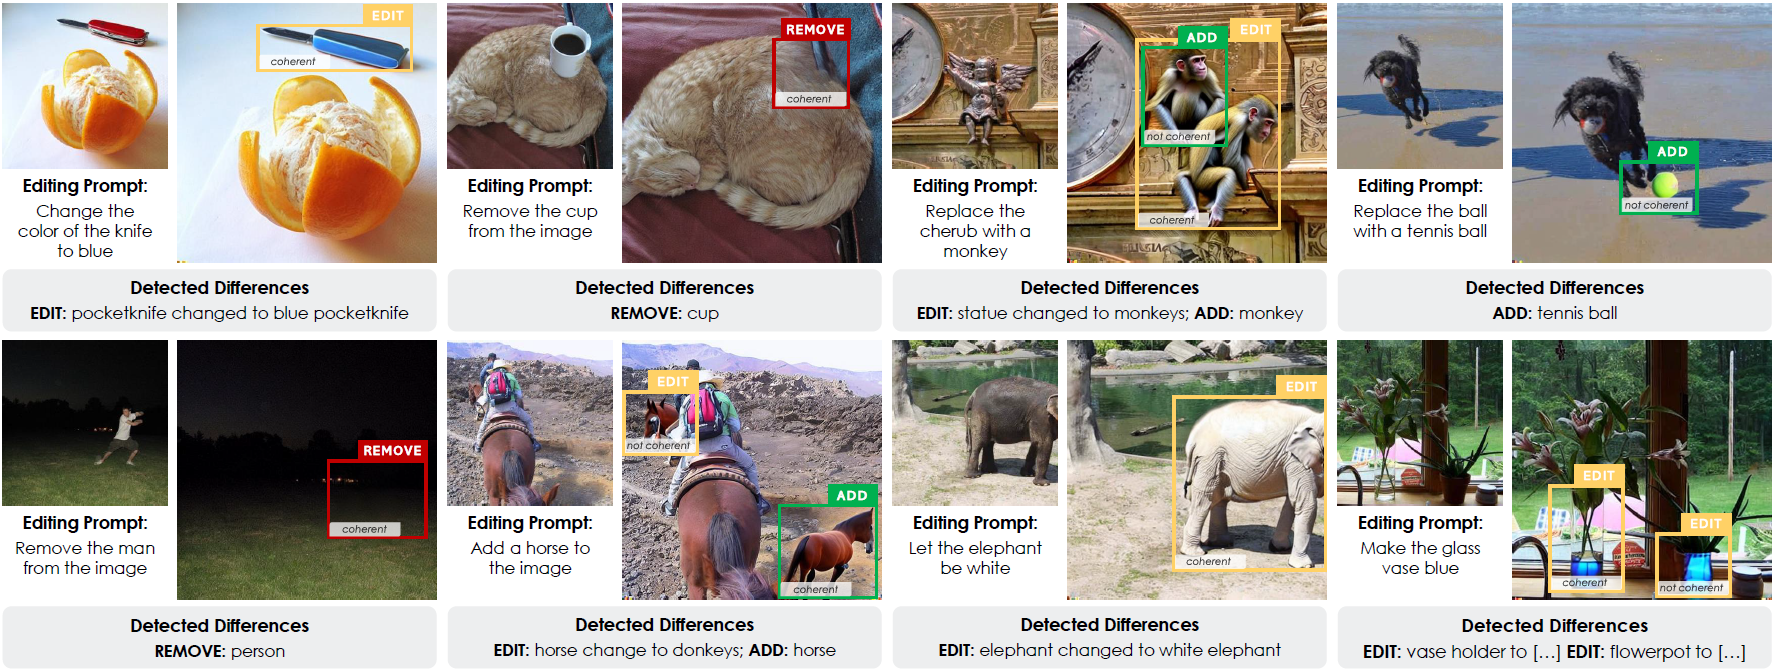 EDIT
coherent
Editing Prompt:
Change the
color of the knife
to blue
Detected Differences
EDIT: pocketknife changed to blue pocketknife
REMOVE
coherent
Editing Prompt:
Remove the cup
from the image
Detected Differences
REMOVE: cup
ADD
EDIT
not coherent
coherent
Editing Prompt:
Replace the
cherub with a
monkey
Detected Differences
EDIT: statue changed to monkeys; ADD: monkey
ADD
not coherent
Editing Prompt:
Replace the ball
with a tennis ball
Detected Differences
ADD: tennis ball
REMOVE
coherent
Editing Prompt:
Remove the man
from the image
Detected Differences
REMOVE: person
EDIT
not coherent
ADD
coherent
Editing Prompt:
Add a horse to
the image
Detected Differences
EDIT: horse change to donkeys; ADD: horse
EDIT
coherent
Editing Prompt:
Let the elephant
be white
Detected Differences
EDIT: elephant changed to white elephant
EDIT
coherent
EDIT
not coherent
Editing Prompt:
Make the glass
vase blue
Detected Differences
EDIT: vase holder to [...] EDIT: flowerpot to [...]